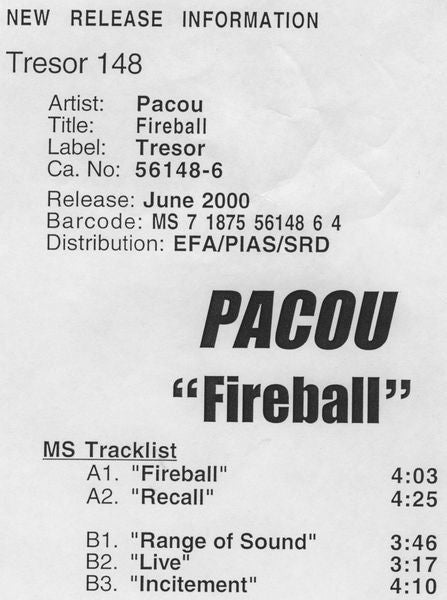 NEW RELEASE INFORMATION
Tresor 148
Artist: Pacou
Title: Fireball
Label: Tresor
Ca. No: 56148-6
Release: June 2000
Barcode: MS 7 1875 56148 6 4
Distribution: EFA/PIAS/SRD
PACOU
“Fireball”
MS Tracklist
A1. "Fireball" 4:03
A2. "Recall" 4:25
B1. "Range of Sound" 3:46
B2. "Live" 3:17
B3. "Incitement" 4:10